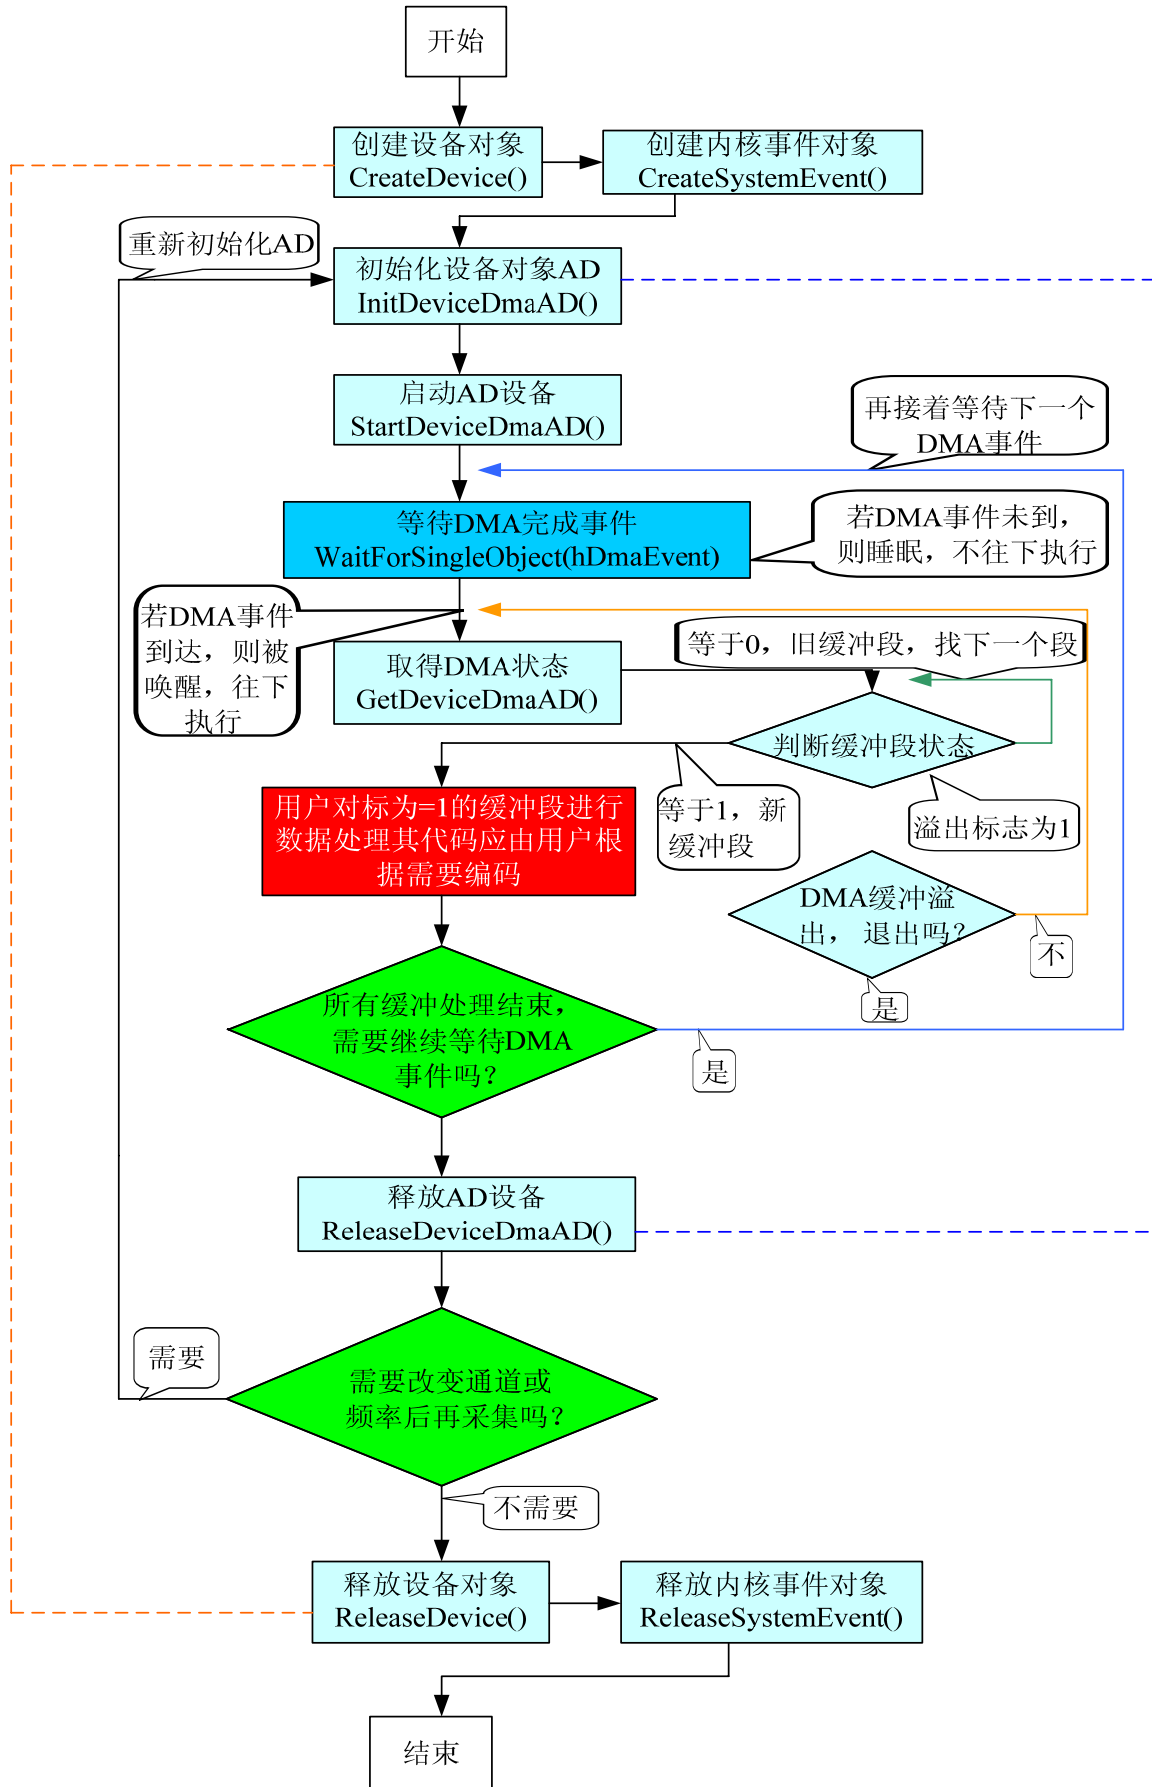 开始
创建设备对象
CreateDevice()
创建内核事件对象
CreateSystemEvent()
重新初始化AD
初始化设备对象AD
InitDeviceDmaAD()
启动AD设备
StartDeviceDmaAD()
再接着等待下一个
DMA事件
等待DMA完成事件
WaitForSingleObject(hDmaEvent)
若DMA事件未到，
则睡眠，不往下执行
若DMA事件
到达，则被
唤醒，往下
执行
取得DMA状态
GetDeviceDmaAD()
等于0，旧缓冲段，找下一个段
判断缓冲段状态
用户对标为=1的缓冲段进行
数据处理其代码应由用户根
据需要编码
等于1，新
缓冲段
溢出标志为1
DMA缓冲溢
出， 退出吗？
不
是
所有缓冲处理结束，
需要继续等待DMA
事件吗？
是
释放AD设备
ReleaseDeviceDmaAD()
需要
需要改变通道或
频率后再采集吗？
不需要
释放设备对象
ReleaseDevice()
释放内核事件对象
ReleaseSystemEvent()
结束